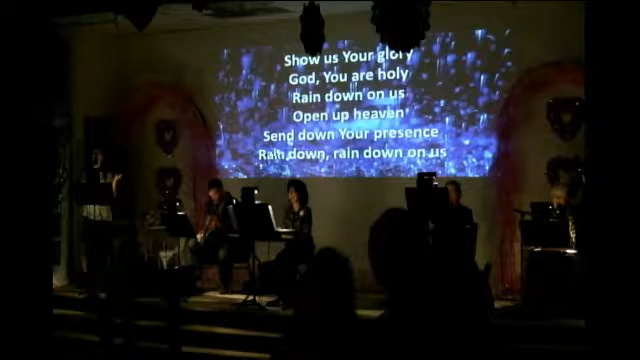 Show us Your glory
God, You are holy
Rain down on us
Open up heaven
Send down Your presence
Rain down, rain down on us